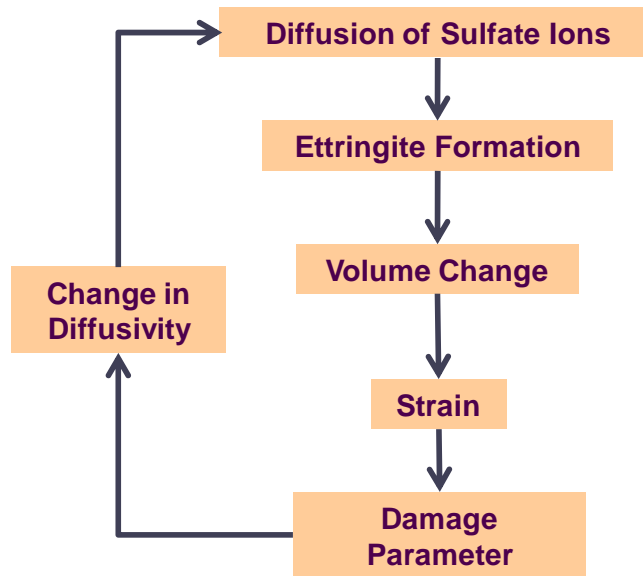 Diffusion of Sulfate Ions
Ettringite Formation
Volume Change
Change in
Diffusivity
Strain
Damage
Parameter